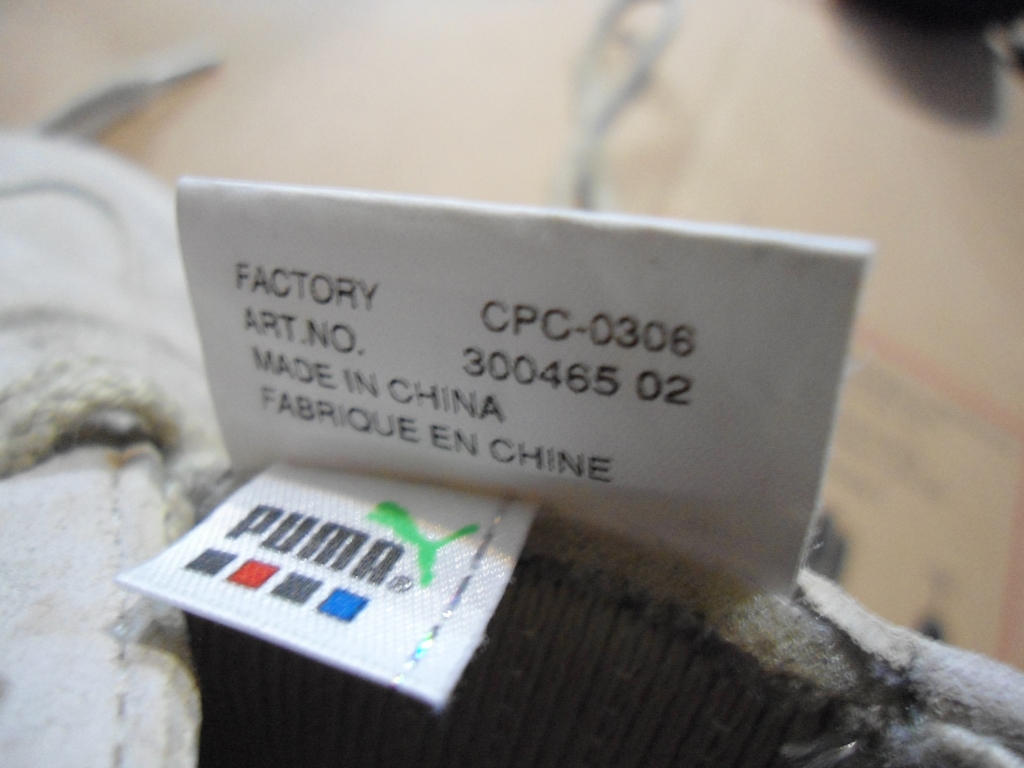 FACTORY CPC-0306
ART.NO. 300465 02
MADE IN CHINA
FABRIQUE EN CHINE
PUMA®